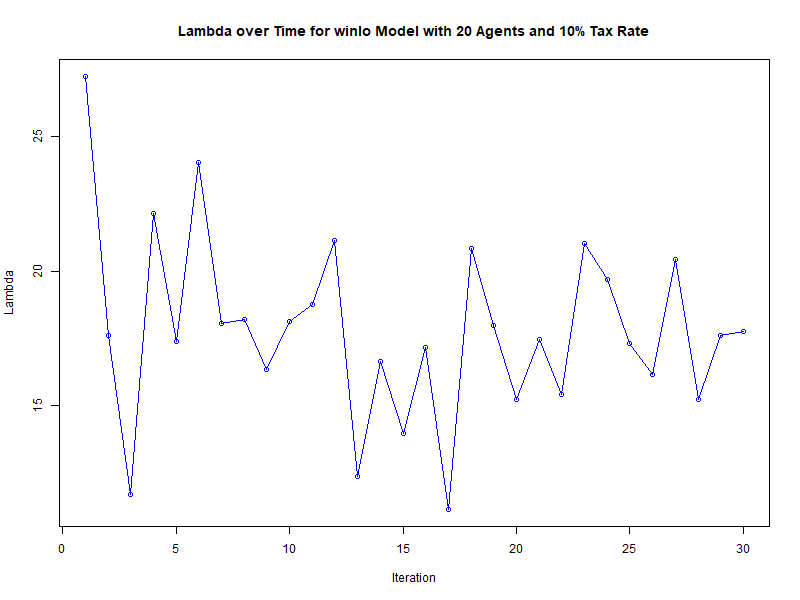 Lambda over Time for winlo Model with 20 Agents and 10% Tax Rate
25
20
15
Lambda
0 5 10 15 20 25 30
Iteration